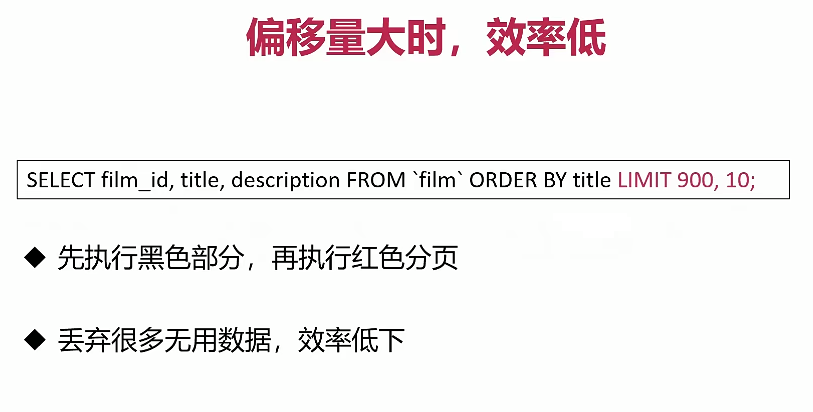 偏移量大时，效率低
SELECT film_id, title, description FROM `film` ORDER BY title LIMIT 900, 10;
◆ 先执行黑色部分，再执行红色分页
◆ 丢弃很多无用数据，效率低下